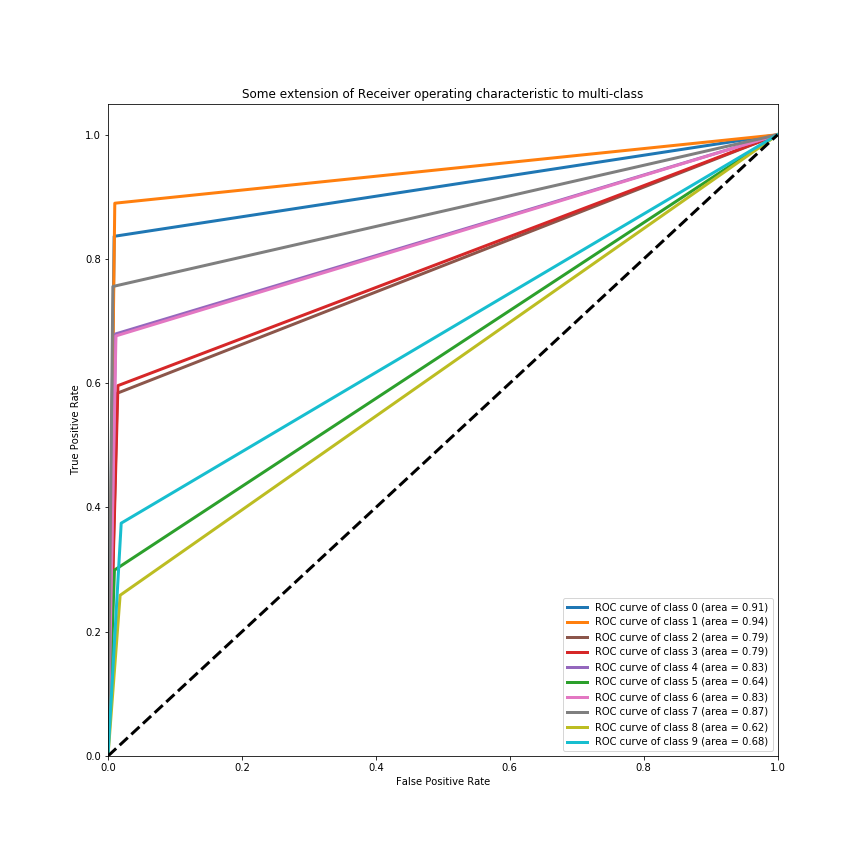 Some extension of Receiver operating characteristic to multi-class
1.0
0.8
0.6
0.4
0.2
0.0
True Positive Rate
0.0 0.2 0.4 0.6 0.8 1.0
False Positive Rate
ROC curve of class 0 (area = 0.91)
ROC curve of class 1 (area = 0.94)
ROC curve of class 2 (area = 0.79)
ROC curve of class 3 (area = 0.79)
ROC curve of class 4 (area = 0.83)
ROC curve of class 5 (area = 0.64)
ROC curve of class 6 (area = 0.83)
ROC curve of class 7 (area = 0.87)
ROC curve of class 8 (area = 0.62)
ROC curve of class 9 (area = 0.68)